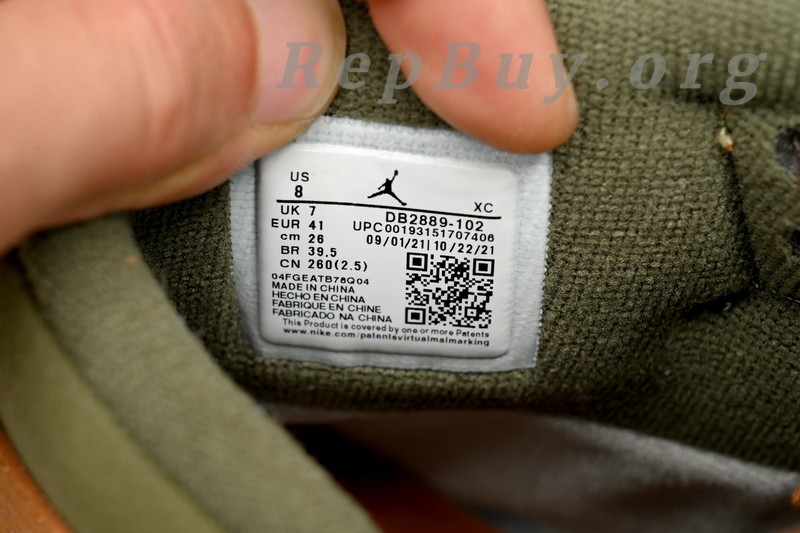 RepBuy.org
US
8
XC
UK 7
DB2889-102
EUR 41
UPC00193151707406
cm 26
09/01/21| 10/22/21
BR 39.5
CN 260(2.5)
04FGEATB76Q04
MADE IN CHINA
HECHO EN CHINA
FABRIQUE EN CHINE
FABRICADO NA CHINA
This Product is covered by one or more Patents
www.nike.com/patentsvirtualmalmarking